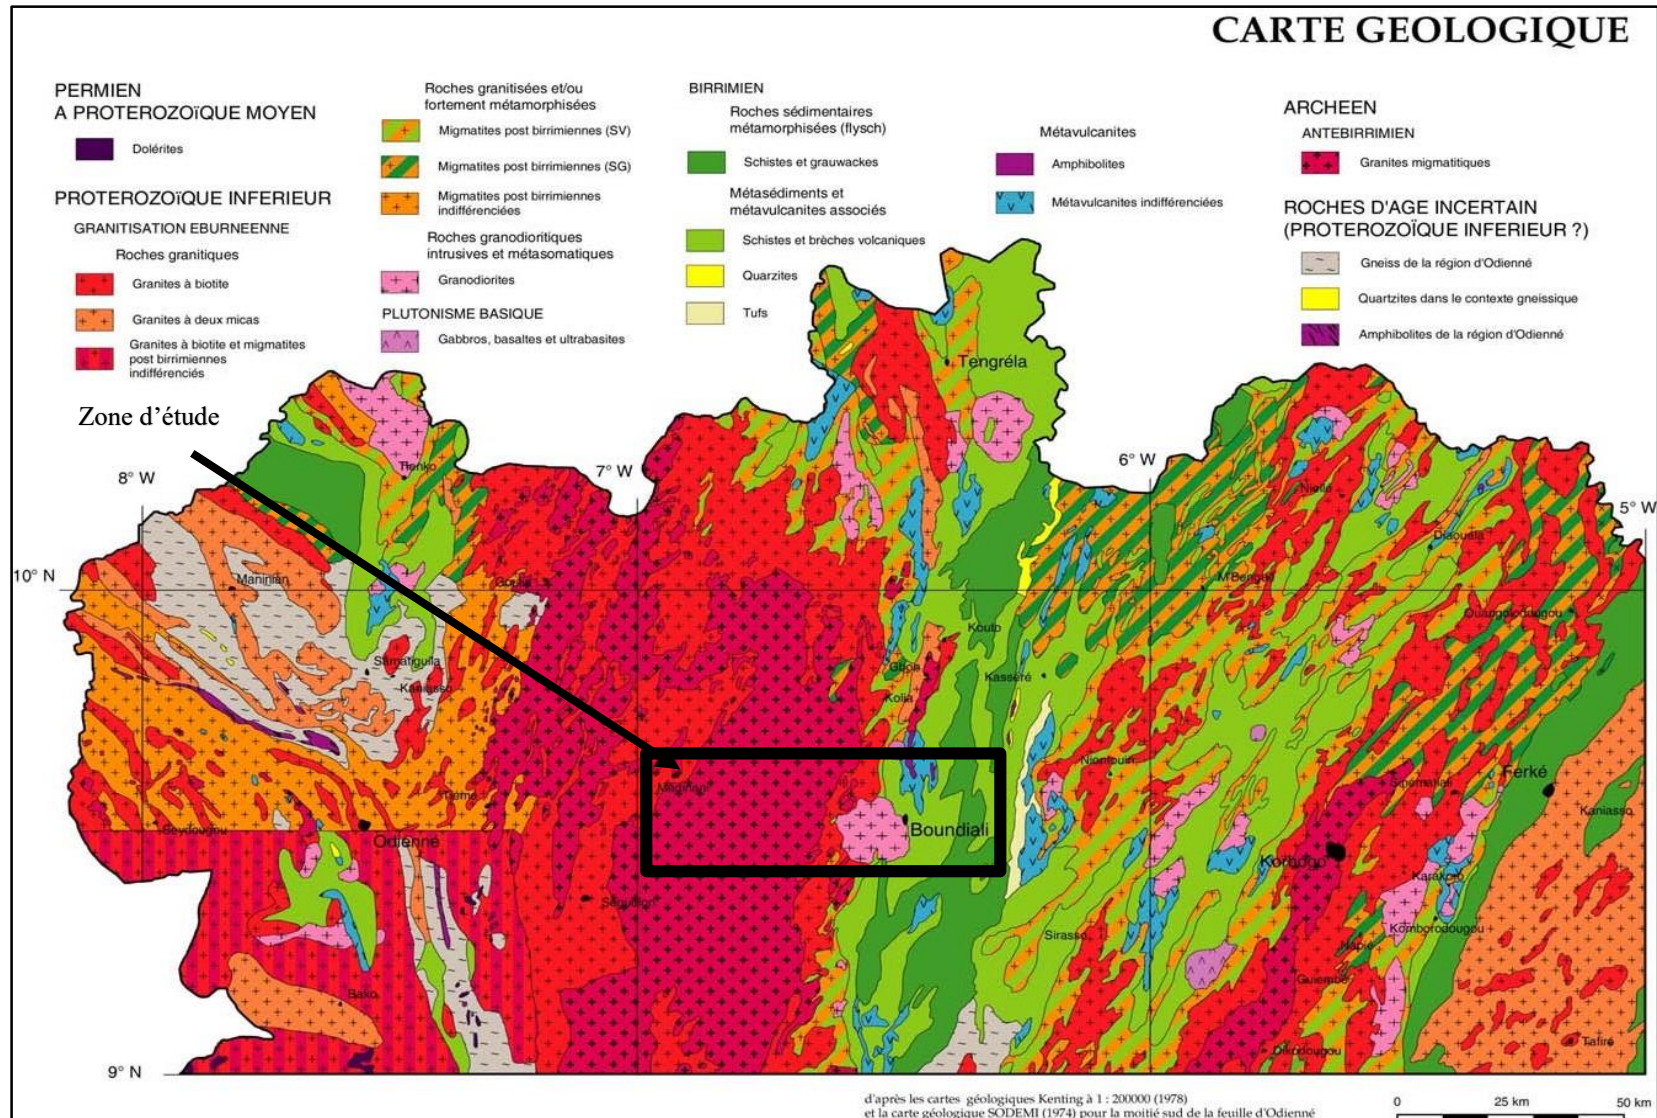 CARTE GEOLOGIQUE
PERMIEN
A PROTEROZOïQUE MOYEN
Dolérites
PROTEROZOïQUE INFERIEUR
GRANITISATION EBURNEENNE
Roches granitiques
Granites à biotite
Granites à deux micas
Granites à biotite et migmatites
post birrimiennes
indifférenciés
Roches granitisées et/ou
fortement métamorphisées
Migmatites post birrimiennes (SV)
Migmatites post birrimiennes (SG)
Migmatites post birrimiennes
indifférenciées
Roches granodioritiques
intrusives et métasomatiques
Granodiorites
PLUTONISME BASIQUE
Gabbros, basaltes et ultrabasites
BIRRIMIEN
Roches sédimentaires
métamorphisées (flysch)
Schistes et grauwackes
Métasédiments et
métavulcanites associés
Schistes et brèches volcaniques
Quarzites
Tufs
Métavulcanites
Amphibolites
Métavulcanites indifférenciées
ARCHEEN
ANTEBIRRIMIEN
Granites migmatitiques
ROCHES D'AGE INCERTAIN
(PROTEROZOÏQUE INFERIEUR ?)
Gneiss de la région d'Odienné
Quartzites dans le contexte gneissique
Amphibolites de la région d'Odienné
Zone d'étude
8° W
7° W
6° W
5° W
10° N
9° N
Tengréla
Tienko
Nielle
Diaouala
Maninian
Goulia
M'Bengué
Ouangolodougou
Samatiguila
Kaniasso
Kouto
Gbon
Kolia
Kasséré
Niofouin
Sinématiali
Ferké
Kaniasso
Tiémé
Seydougou
Odienné
Boundiali
Korhogo
Karakoro
Komborodougou
Séguélon
Sirasso
Napié
Guiembé
Bako
Dikodougou
Tafiré
d'après les cartes géologiques Kenting à 1 : 200000 (1978)
et la carte géologique SODEMI (1974) pour la moitié sud de la feuille d'Odienné
0 25 km 50 km